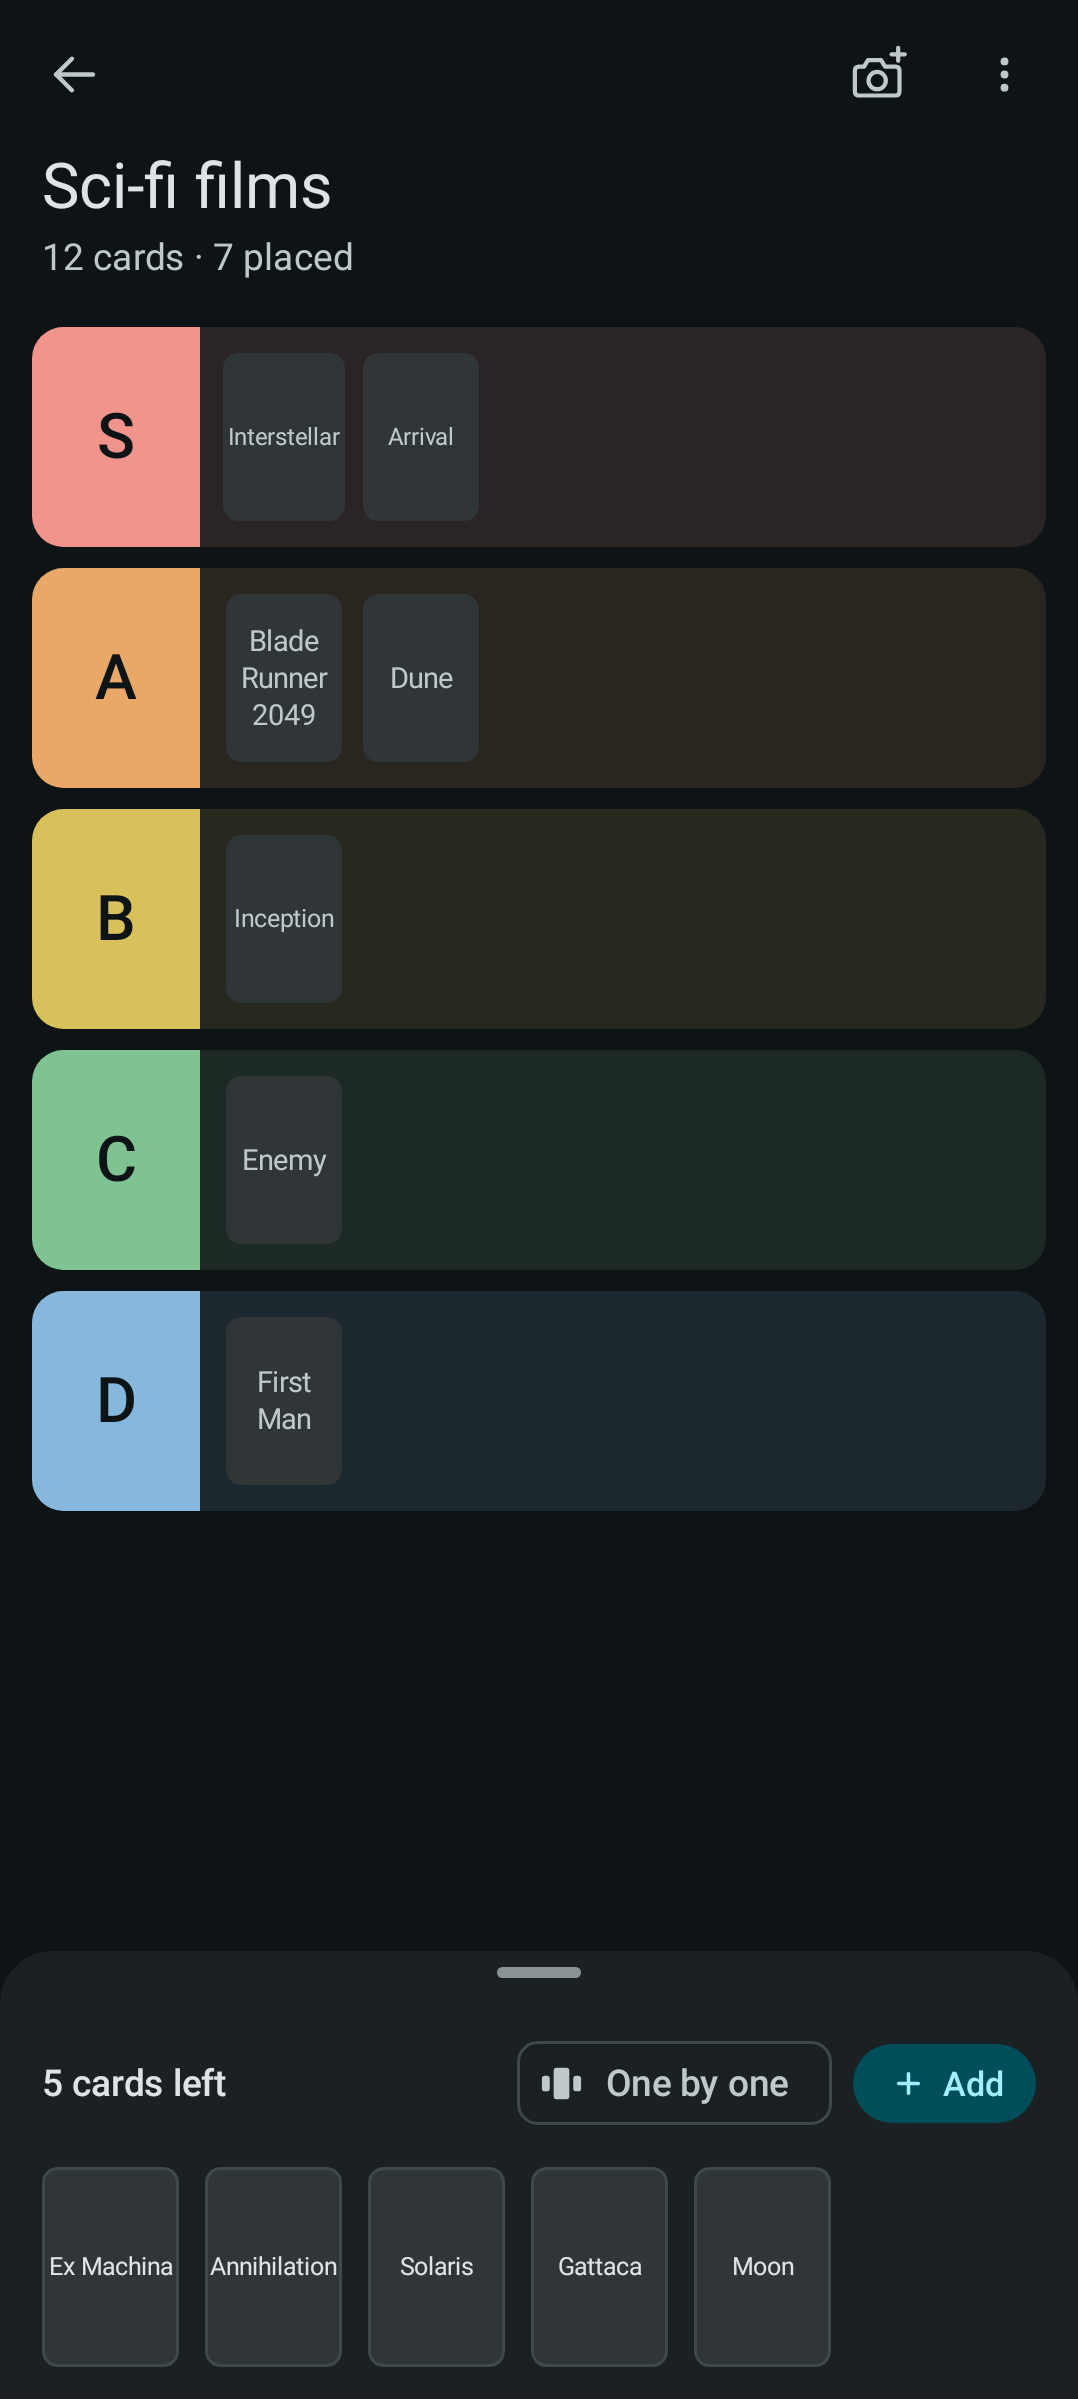 Sci-fi films
12 cards · 7 placed
S
Interstellar
Arrival
A
Blade
Runner
2049
Dune
B
Inception
C
Enemy
D
First
Man
5 cards left
One by one
+ Add
Ex Machina
Annihilation
Solaris
Gattaca
Moon